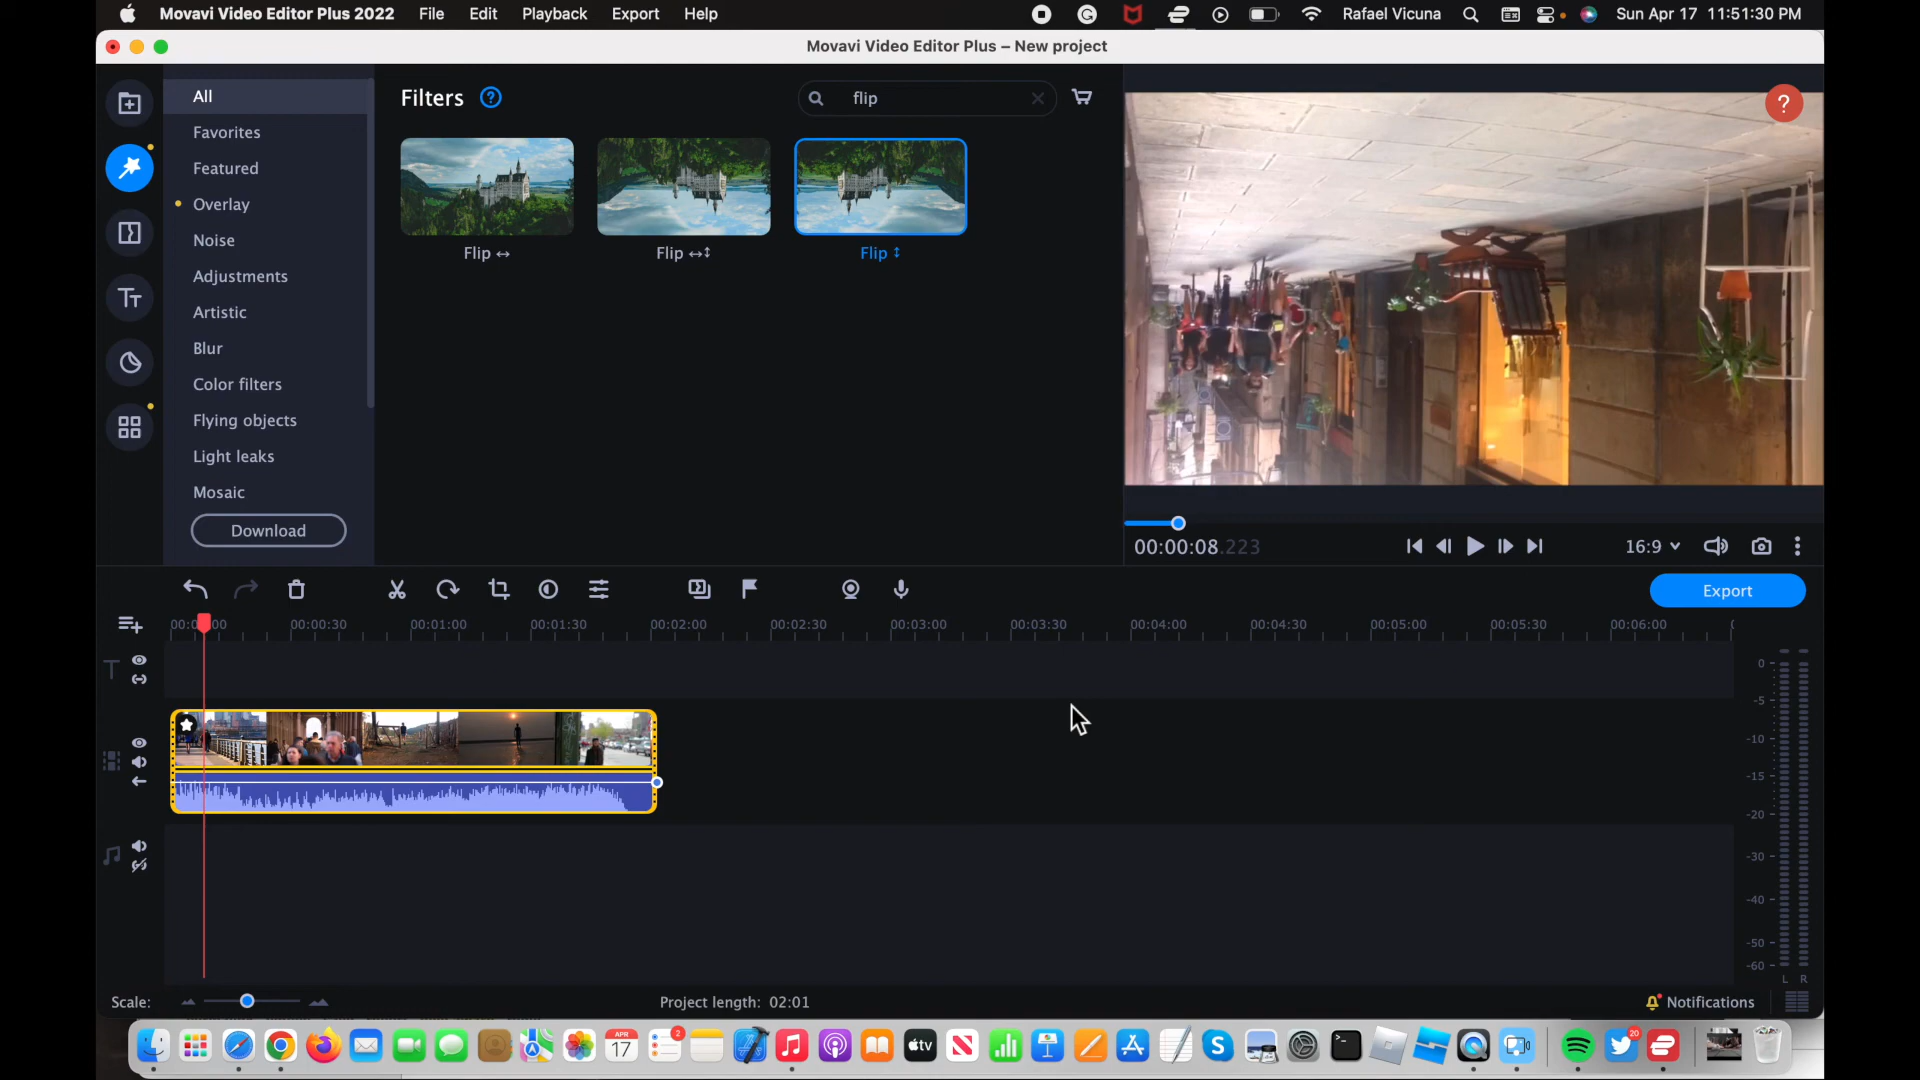 Movavi Video Editor Plus 2022 File Edit Playback Export Help
Rafael Vicuna Sun Apr 17 11:51:30 PM
Movavi Video Editor Plus – New project
All
Favorites
Featured
Overlay
Noise
Adjustments
Artistic
Blur
Color filters
Flying objects
Light leaks
Mosaic
Download
Filters ?
flip
Flip ↔
Flip ↔↕
Flip ↕
?
00:00:08.223
16:9
Export
00:00:30 00:01:00 00:01:30 00:02:00 00:02:30 00:03:00 00:03:30 00:04:00 00:04:30 00:05:00 00:05:30 00:06:00
0
-5
-10
-15
-20
-30
-40
-50
-60
L R
Scale:
Project length: 02:01
Notifications
APR
17
2
tv
20